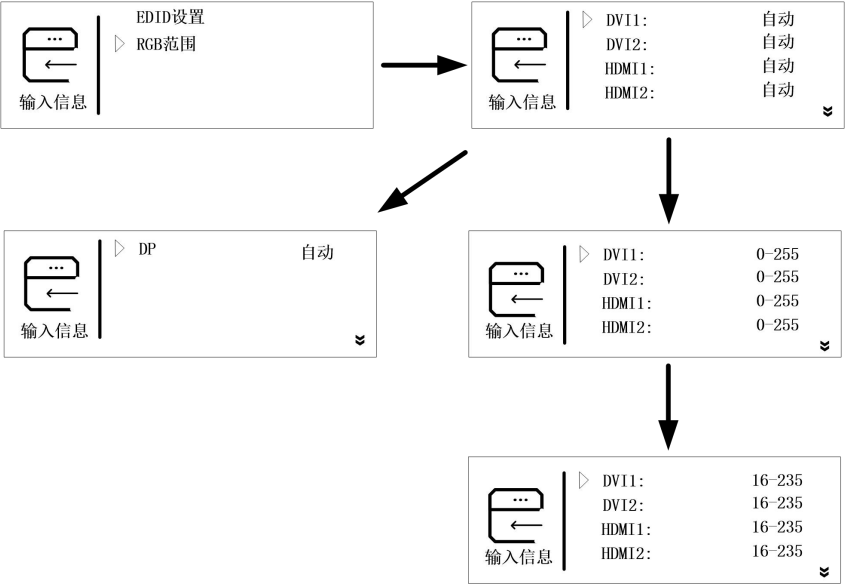 EDID设置
RGB范围
输入信息
DVI1: 自动
DVI2: 自动
HDMI1: 自动
HDMI2: 自动
输入信息
DP 自动
输入信息
DVI1: 0-255
DVI2: 0-255
HDMI1: 0-255
HDMI2: 0-255
输入信息
DVI1: 16-235
DVI2: 16-235
HDMI1: 16-235
HDMI2: 16-235
输入信息